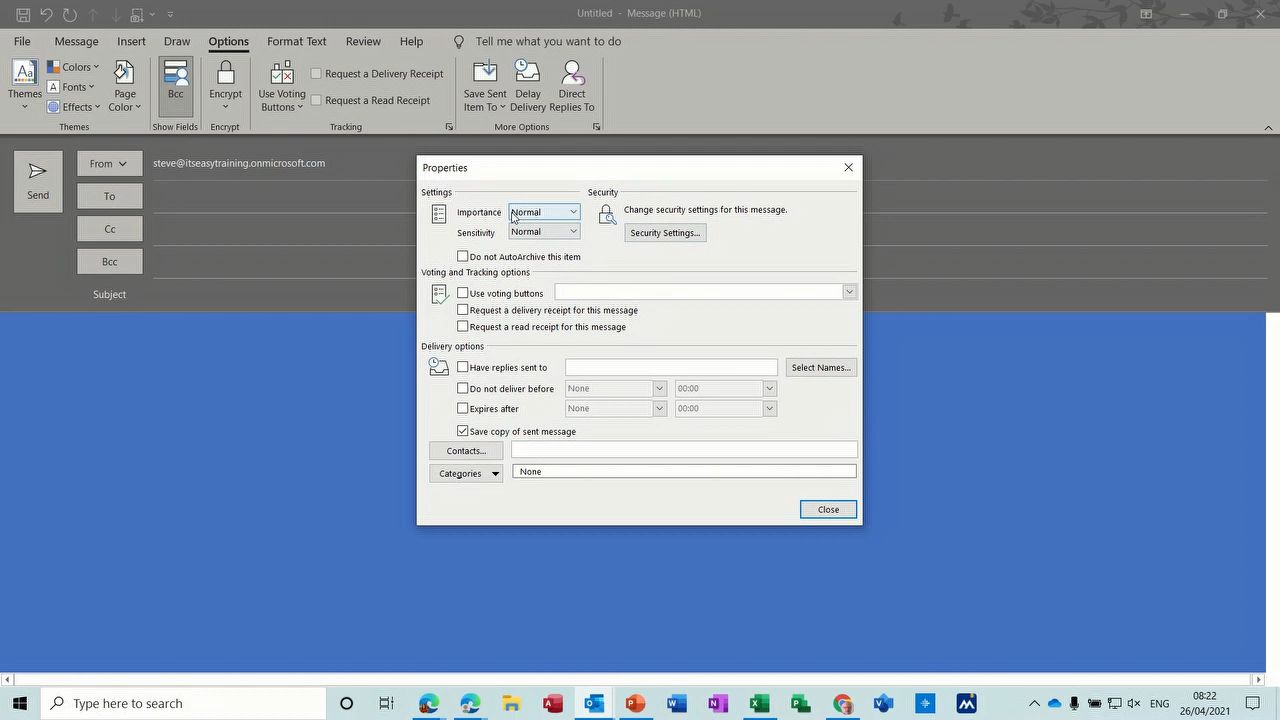 Untitled - Message (HTML)
File Message Insert Draw Options Format Text Review Help Tell me what you want to do
Themes
Colors
Fonts
Effects
Page Color
Themes
Bcc
Show Fields
Encrypt
Encrypt
Use Voting Buttons
Request a Delivery Receipt
Request a Read Receipt
Tracking
Save Sent Item To
Delay Delivery
Direct Replies To
More Options
Send
From steve@itseasytraining.onmicrosoft.com
To
Cc
Bcc
Subject
Properties
Settings Security
Importance Normal Change security settings for this message.
Sensitivity Normal Security Settings...
Do not AutoArchive this item
Voting and Tracking options
Use voting buttons
Request a delivery receipt for this message
Request a read receipt for this message
Delivery options
Have replies sent to Select Names...
Do not deliver before None 00:00
Expires after None 00:00
Save copy of sent message
Contacts...
Categories None
Close
Type here to search
ENG
08:22
26/04/2021